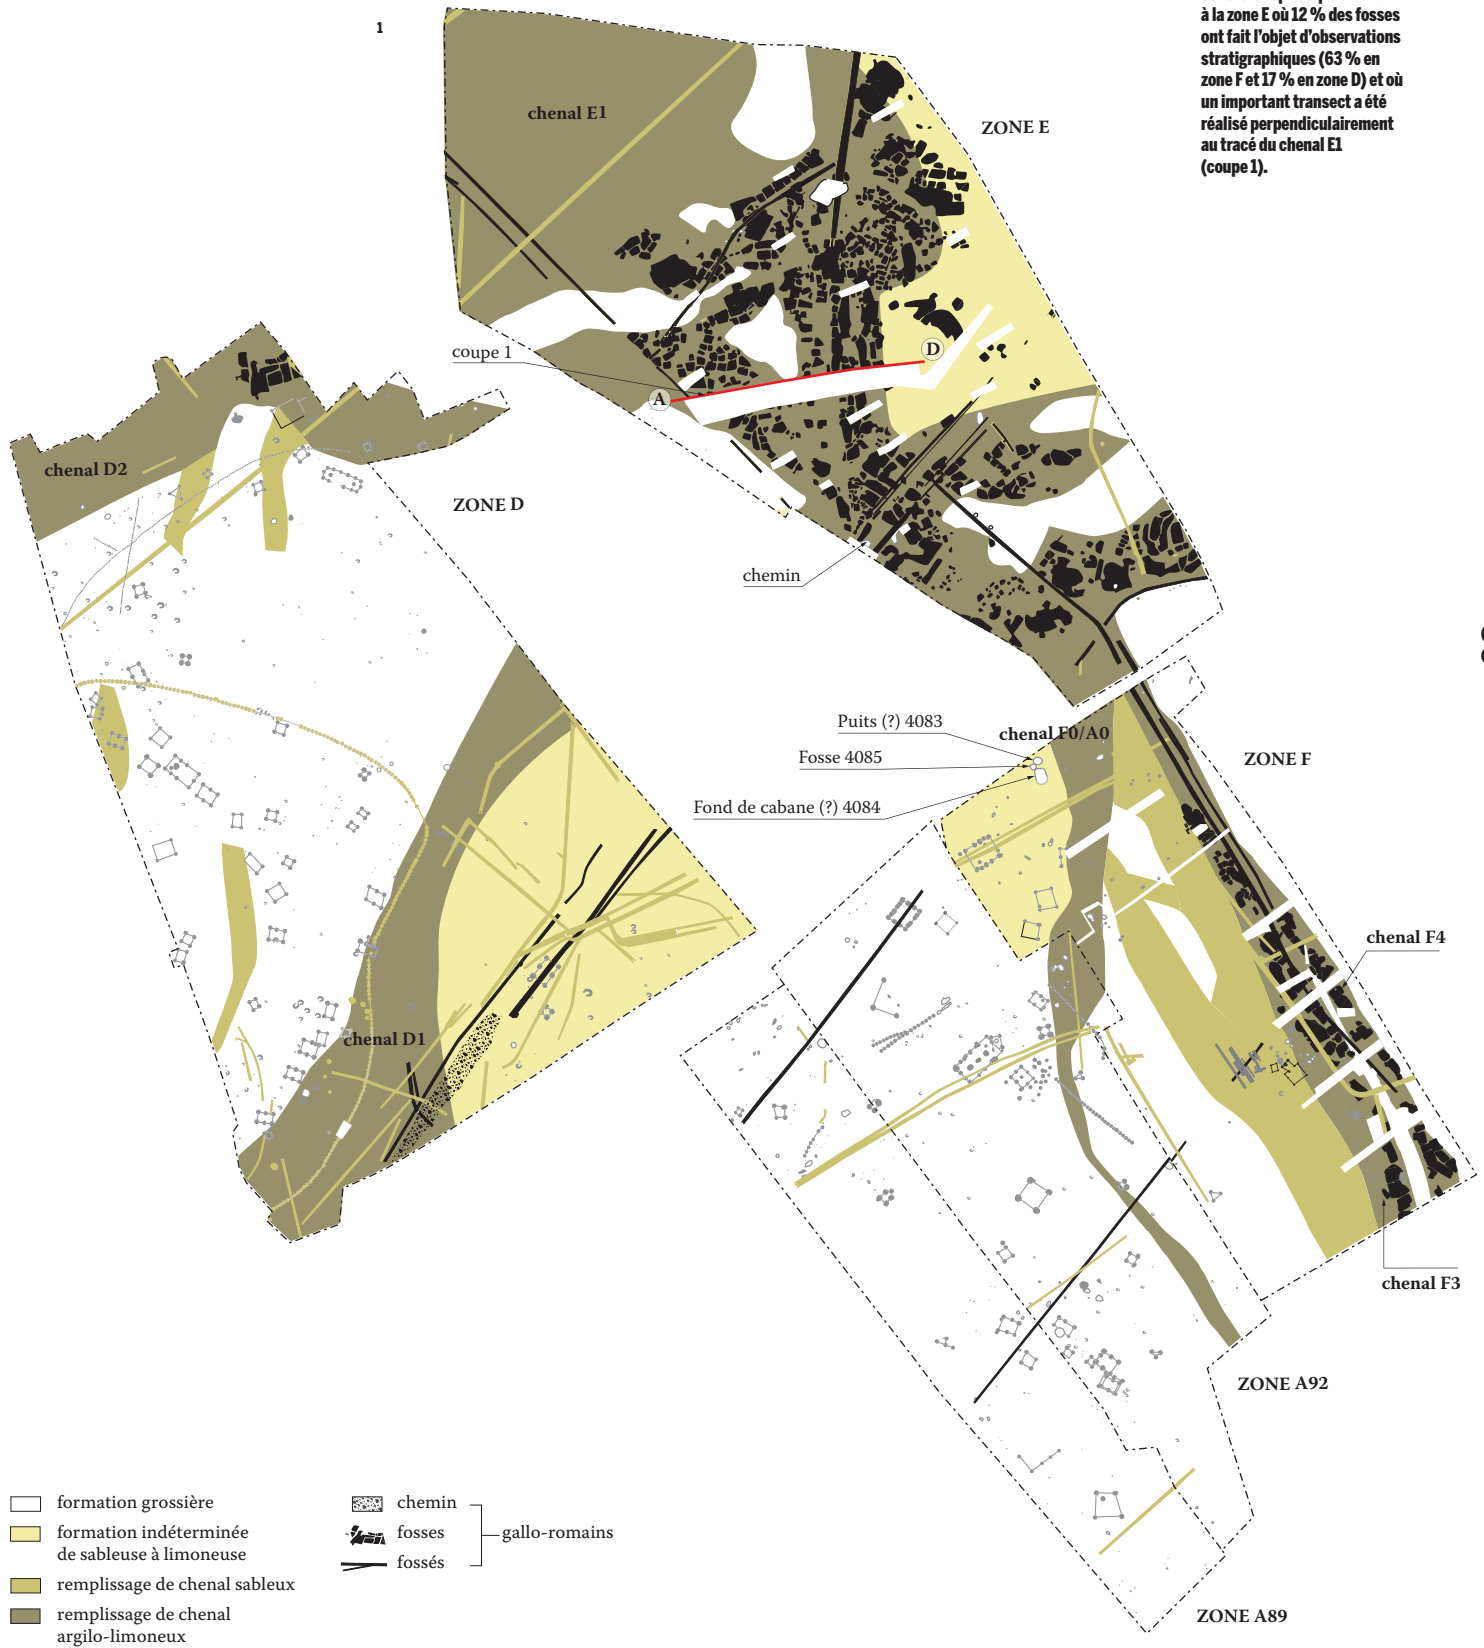 1
à la zone E où 12 % des fosses
ont fait l’objet d’observations
stratigraphiques (63 % en
zone F et 17 % en zone D) et où
un important transect a été
réalisé perpendiculairement
au tracé du chenal E1
(coupe 1).
chenal E1
ZONE E
coupe 1
D
A
chenal D2
ZONE D
chemin
Puits (?) 4083
chenal F0/A0
Fosse 4085
ZONE F
Fond de cabane (?) 4084
chenal F4
chenal D1
chenal F3
ZONE A92
ZONE A89
formation grossière
formation indéterminée
de sableuse à limoneuse
remplissage de chenal sableux
remplissage de chenal
argilo-limoneux
chemin
fosses
fossés
gallo-romains